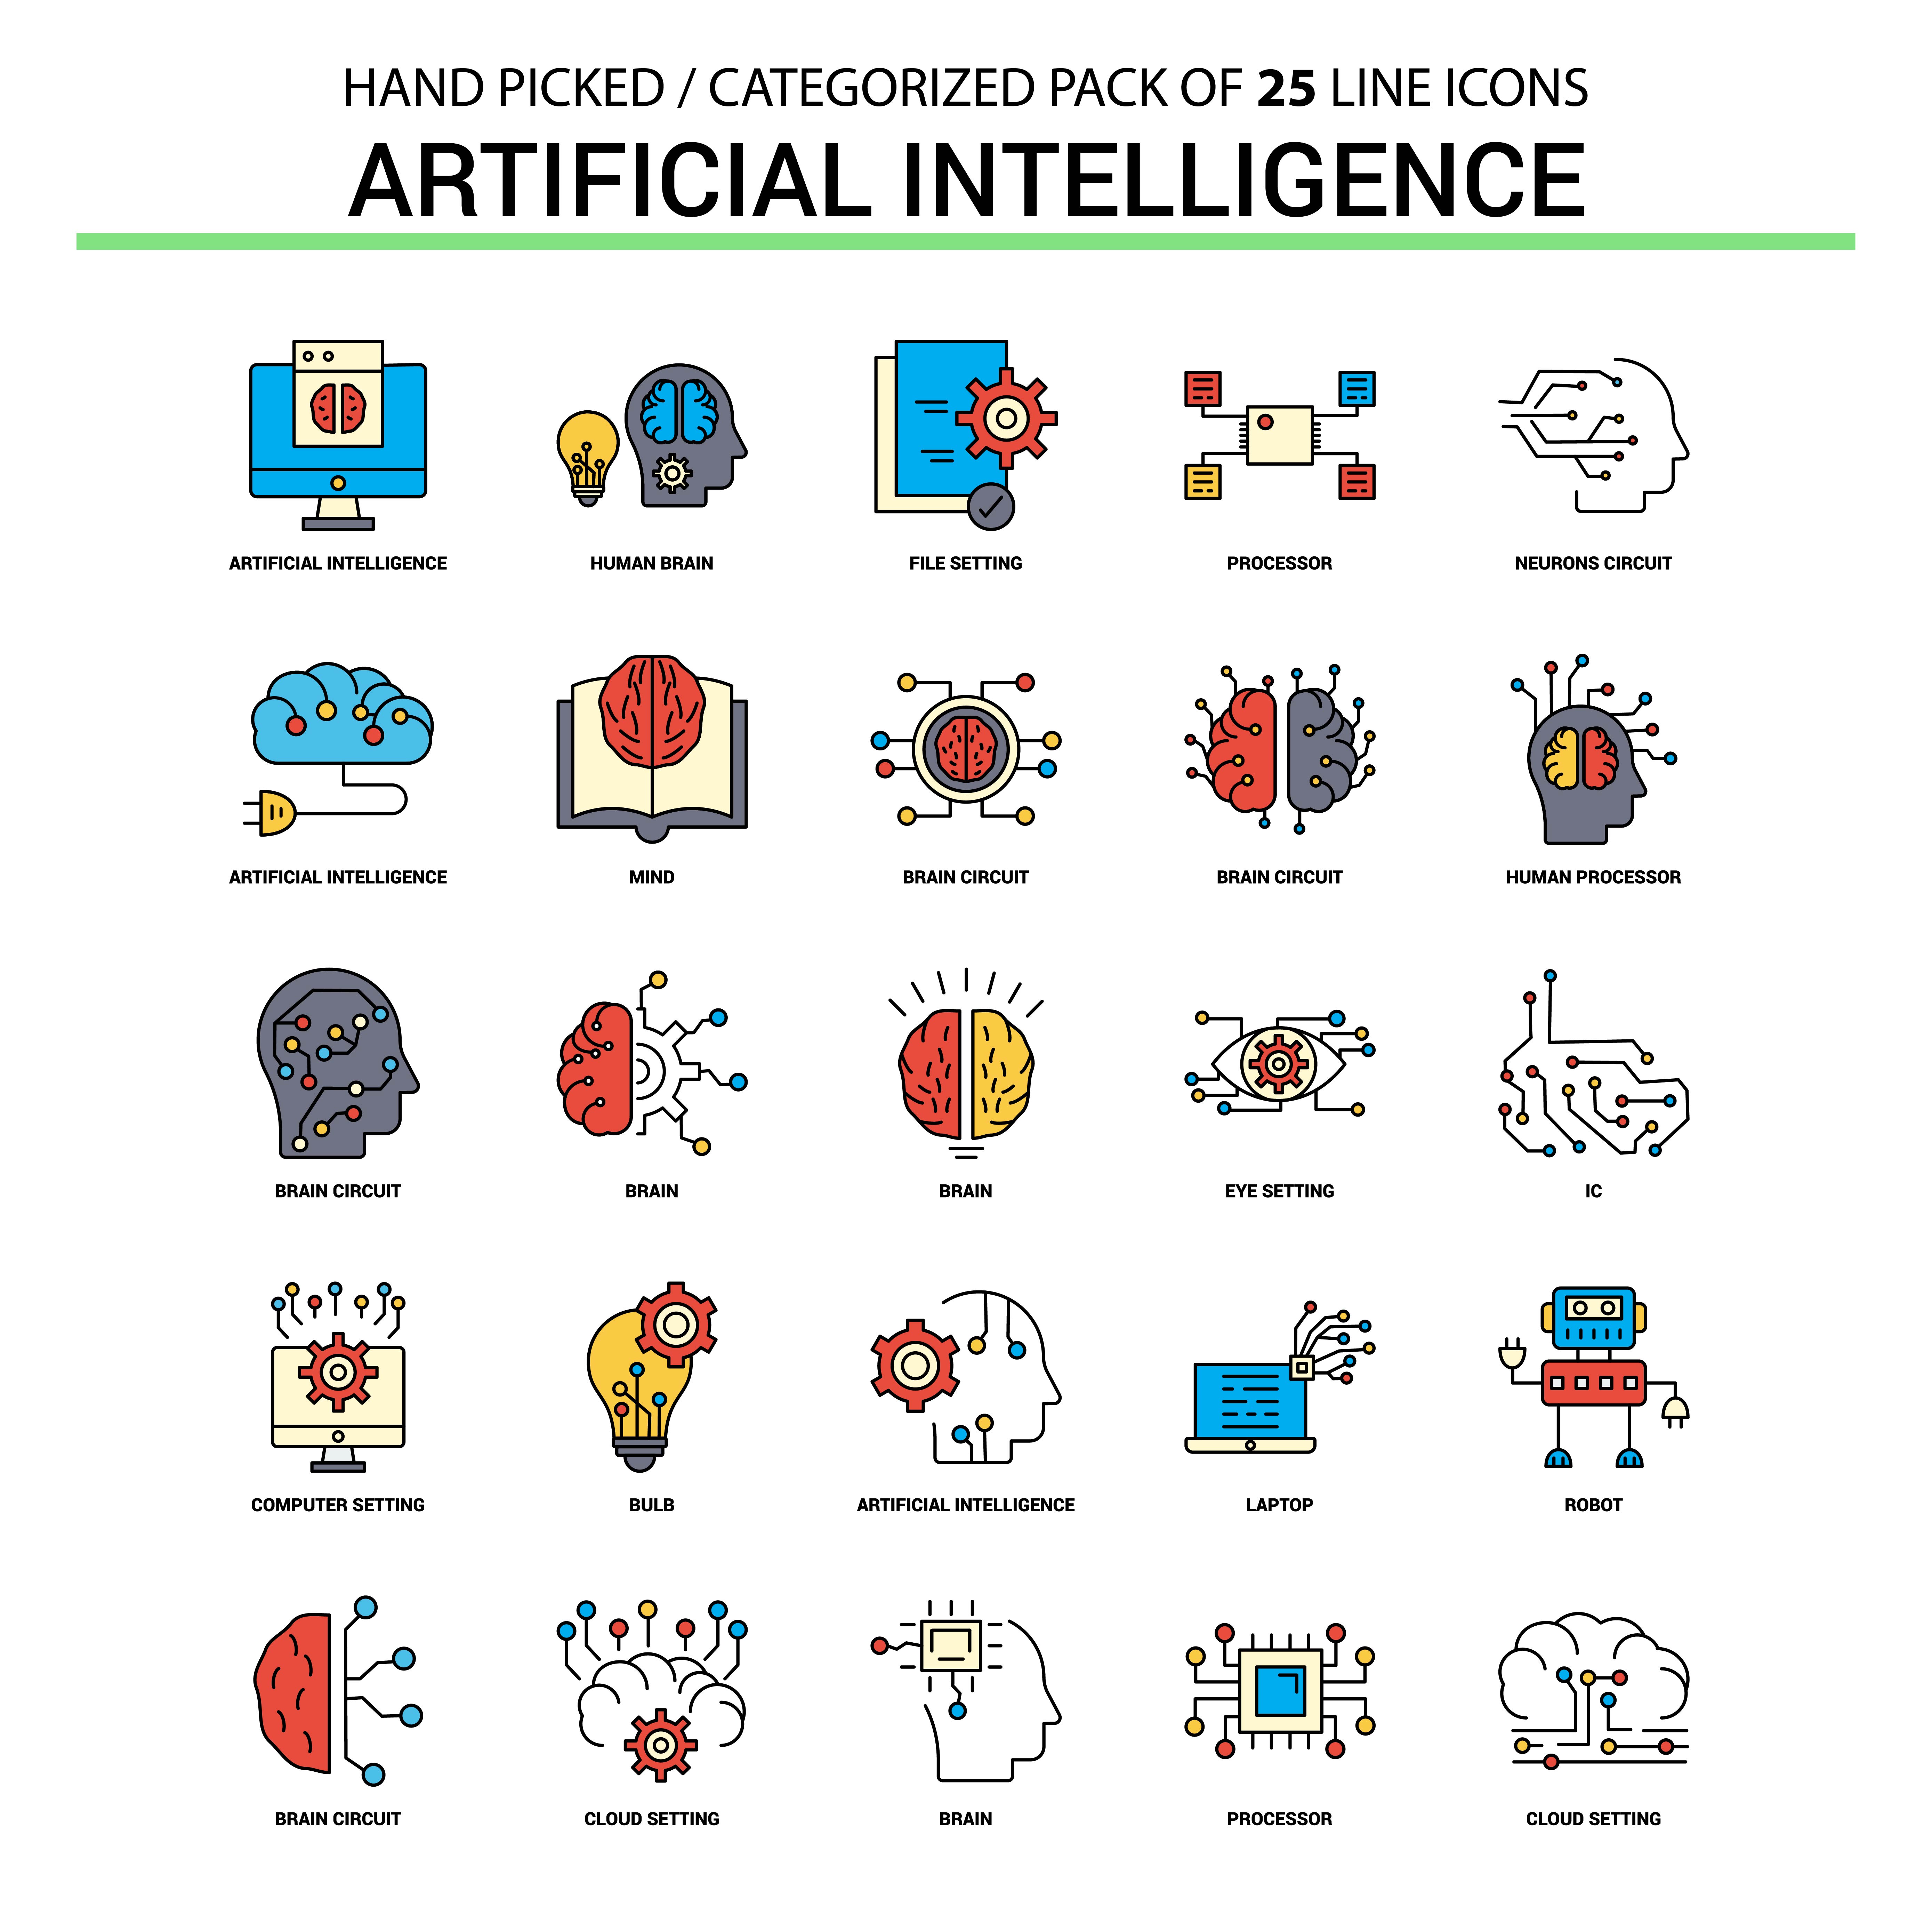 HAND PICKED / CATEGORIZED PACK OF 25 LINE ICONS
ARTIFICIAL INTELLIGENCE
ARTIFICIAL INTELLIGENCE
HUMAN BRAIN
FILE SETTING
PROCESSOR
NEURONS CIRCUIT
ARTIFICIAL INTELLIGENCE
MIND
BRAIN CIRCUIT
BRAIN CIRCUIT
HUMAN PROCESSOR
BRAIN CIRCUIT
BRAIN
BRAIN
EYE SETTING
IC
COMPUTER SETTING
BULB
ARTIFICIAL INTELLIGENCE
LAPTOP
ROBOT
BRAIN CIRCUIT
CLOUD SETTING
BRAIN
PROCESSOR
CLOUD SETTING